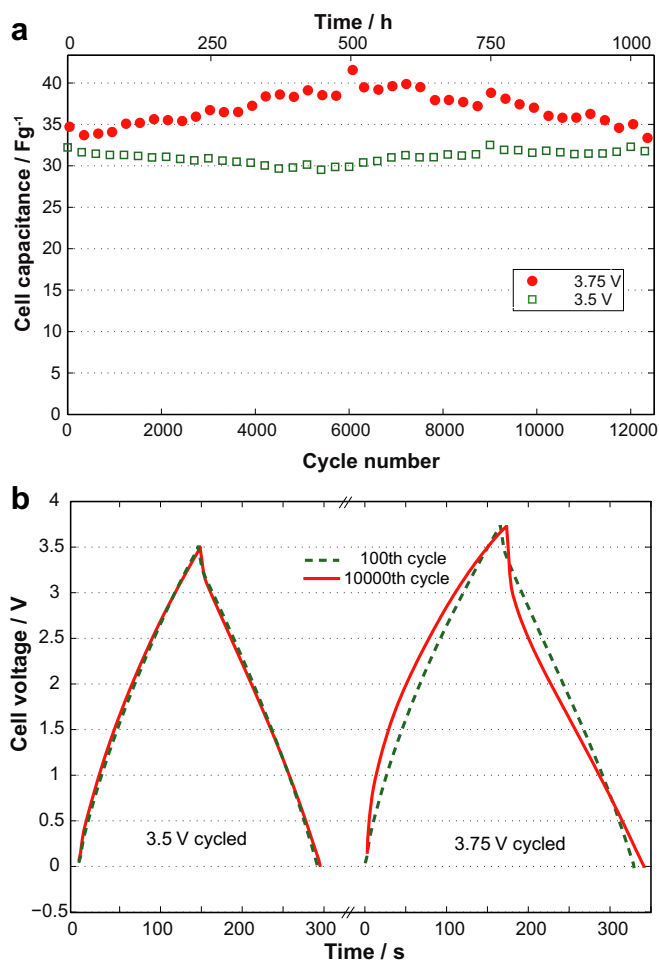 a
Time / h
0 250 500 750 1000
Cell capacitance / Fg⁻¹
40
35
30
25
20
15
10
5
0
3.75 V
3.5 V
0 2000 4000 6000 8000 10000 12000
Cycle number
b
Cell voltage / V
4
3.5
3
2.5
2
1.5
1
0.5
0
−0.5
100th cycle
10000th cycle
3.5 V cycled
3.75 V cycled
0 100 200 300 0 100 200 300
Time / s